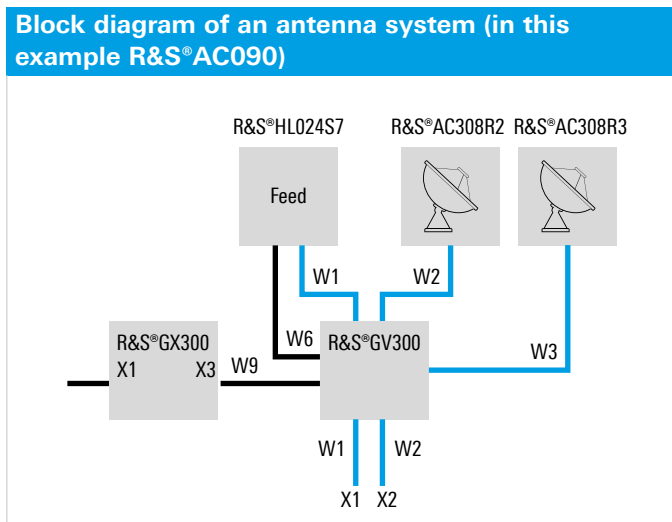 Block diagram of an antenna system (in this
example R&S®AC090)
R&S®HL024S7
R&S®AC308R2
R&S®AC308R3
Feed
W1
W2
W6
R&S®GX300
X1
X3
W9
R&S®GV300
W3
W1
W2
X1
X2